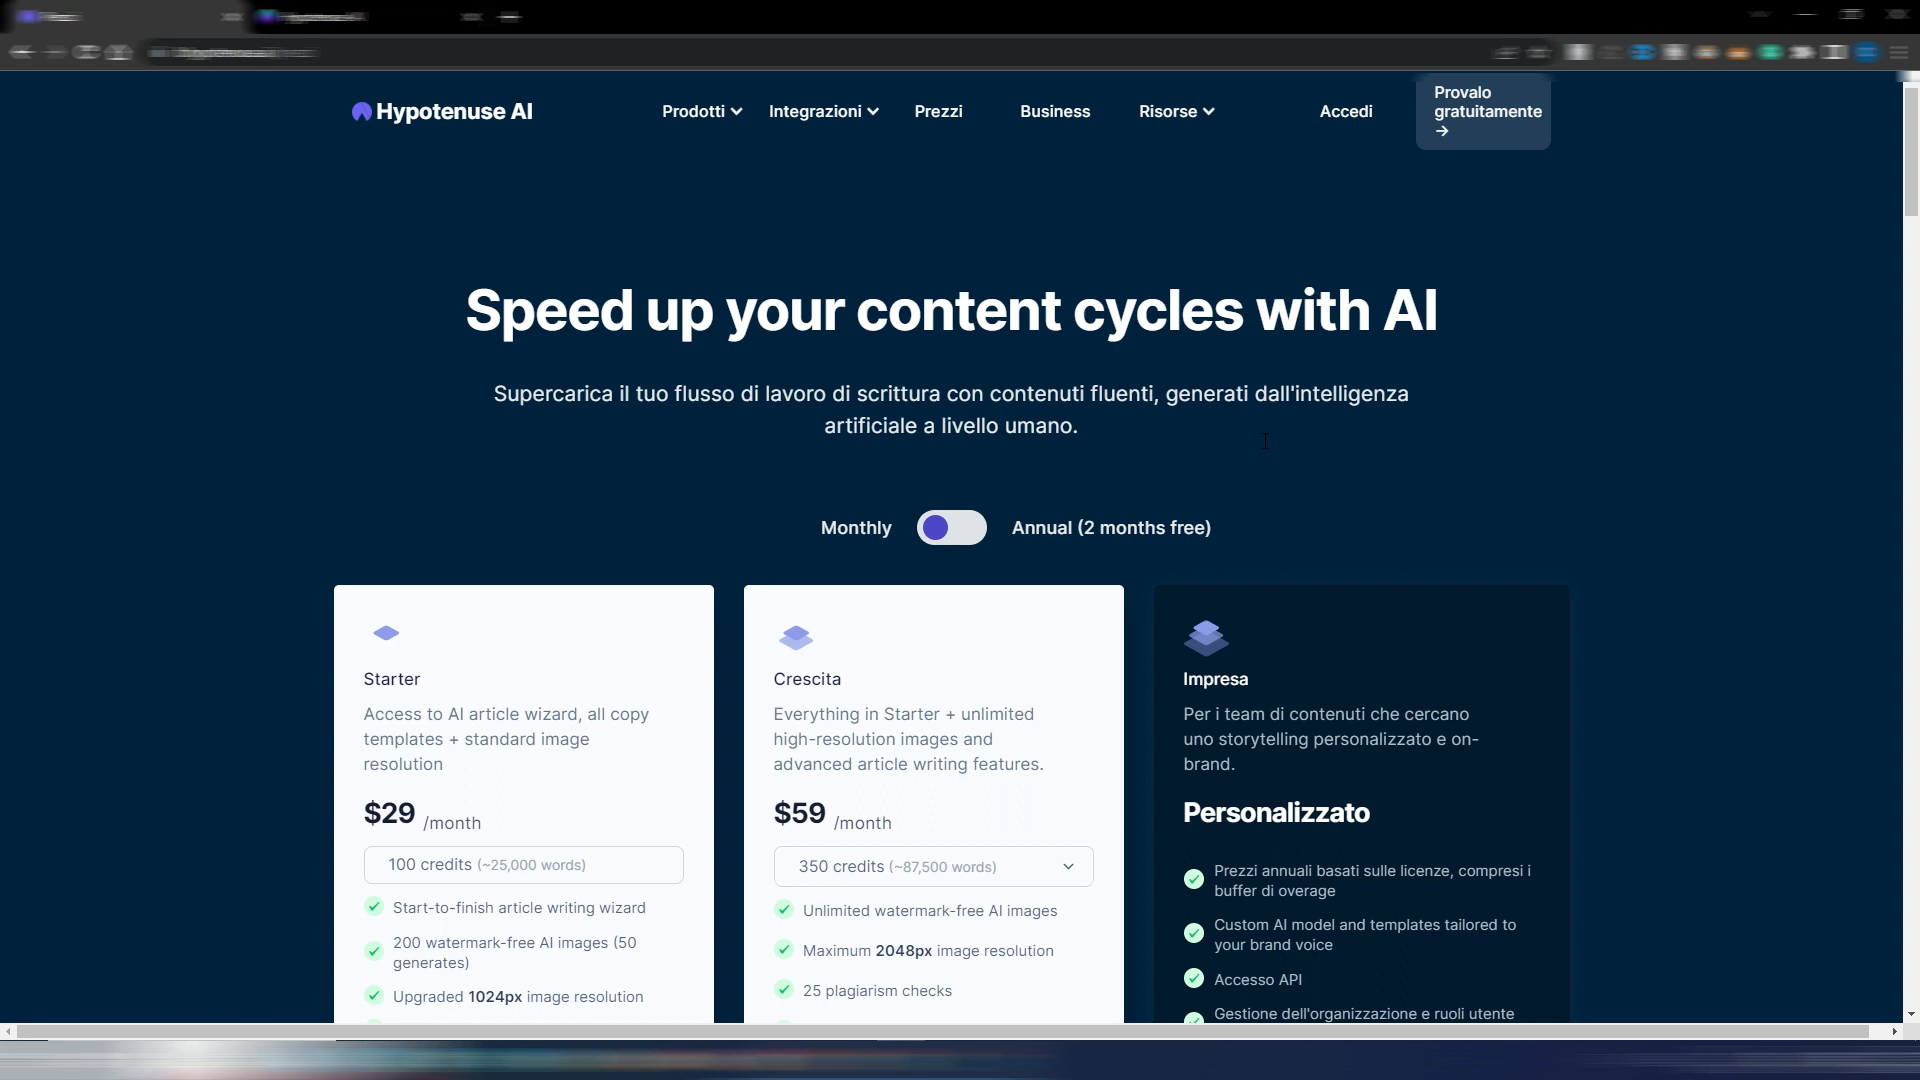 Hypotenuse AI
Prodotti
Integrazioni
Prezzi
Business
Risorse
Accedi
Provalo
gratuitamente
→
Speed up your content cycles with AI
Supercarica il tuo flusso di lavoro di scrittura con contenuti fluenti, generati dall'intelligenza
artificiale a livello umano.
Monthly
Annual (2 months free)
Starter
Access to AI article wizard, all copy
templates + standard image
resolution
$29 /month
100 credits (~25,000 words)
Start-to-finish article writing wizard
200 watermark-free AI images (50
generates)
Upgraded 1024px image resolution
Crescita
Everything in Starter + unlimited
high-resolution images and
advanced article writing features.
$59 /month
350 credits (~87,500 words)
Unlimited watermark-free AI images
Maximum 2048px image resolution
25 plagiarism checks
Impresa
Per i team di contenuti che cercano
uno storytelling personalizzato e on-
brand.
Personalizzato
Prezzi annuali basati sulle licenze, compresi i
buffer di overage
Custom AI model and templates tailored to
your brand voice
Accesso API
Gestione dell'organizzazione e ruoli utente